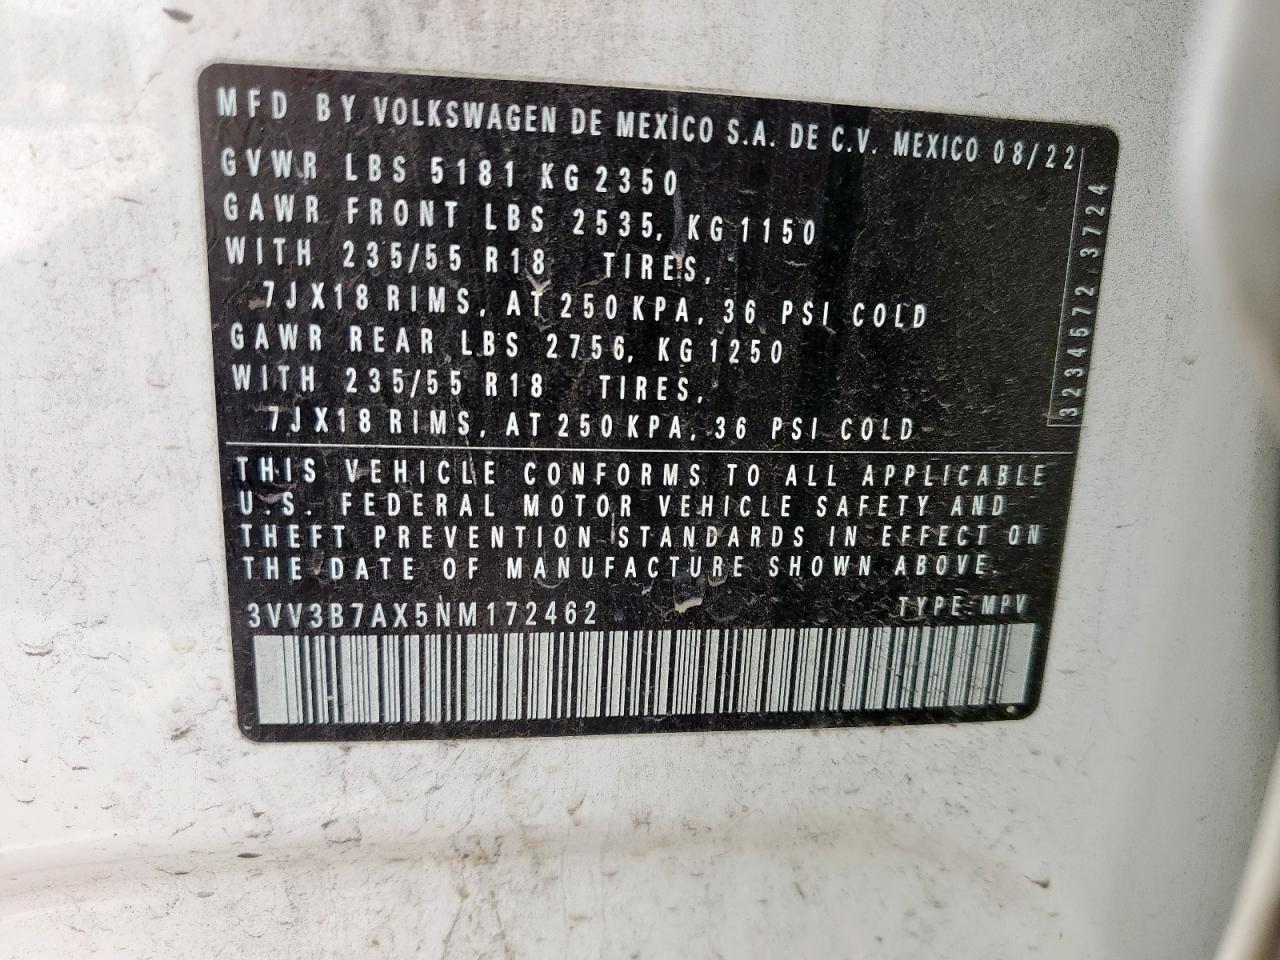 MFD BY VOLKSWAGEN DE MEXICO S.A. DE C.V. MEXICO 08/22
GVWR LBS 5181 KG 2350
GAWR FRONT LBS 2535, KG 1150
WITH 235/55 R18 TIRES,
7JX18 RIMS, AT 250 KPA, 36 PSI COLD
GAWR REAR LBS 2756, KG 1250
WITH 235/55 R18 TIRES,
7JX18 RIMS, AT 250 KPA, 36 PSI COLD
3234572 3724
THIS VEHICLE CONFORMS TO ALL APPLICABLE
U.S. FEDERAL MOTOR VEHICLE SAFETY AND
THEFT PREVENTION STANDARDS IN EFFECT ON
THE DATE OF MANUFACTURE SHOWN ABOVE.
3VV3B7AX5NM172462 TYPE: MPV